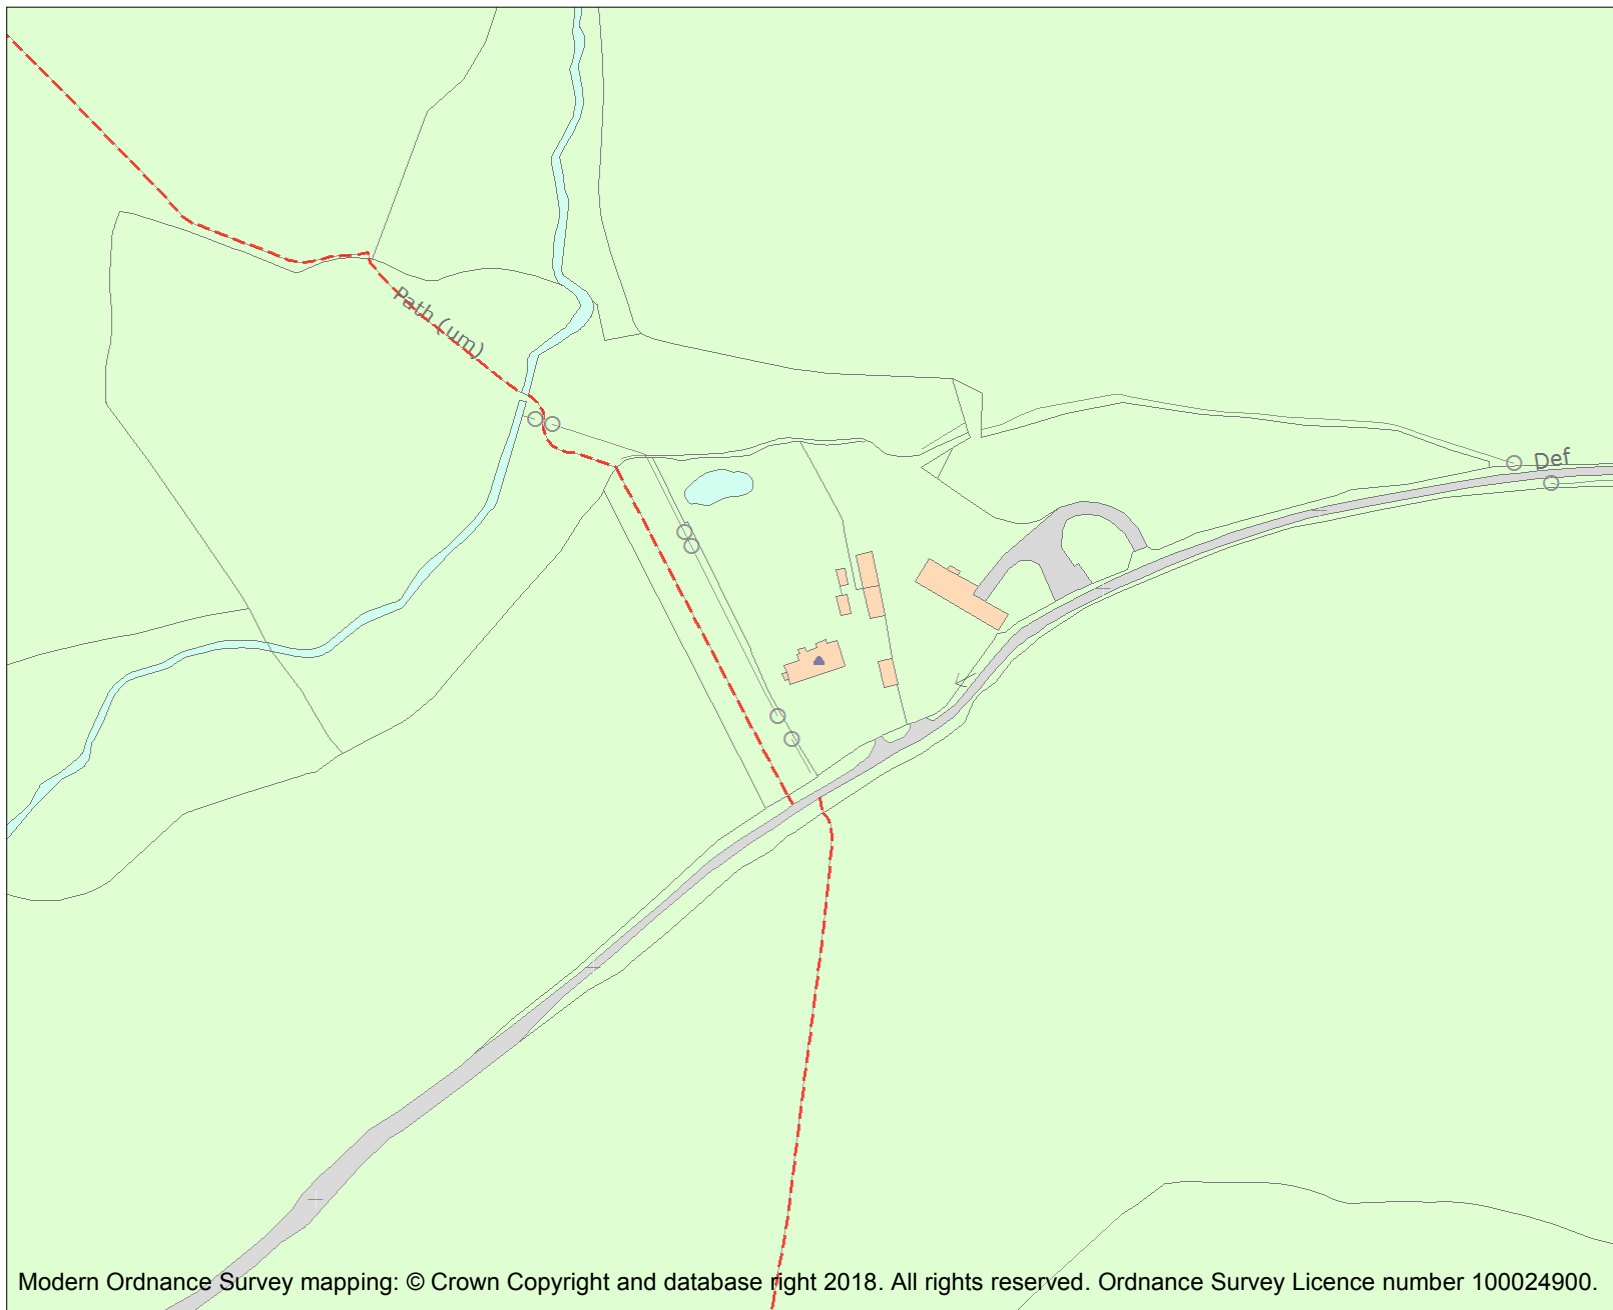 Path (um)
Def
Modern Ordnance Survey mapping: © Crown Copyright and database right 2018. All rights reserved. Ordnance Survey Licence number 100024900.